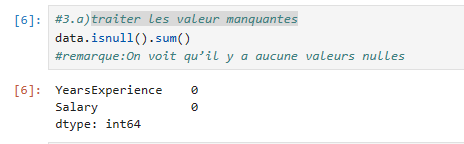 [6]: #3.a)traiter les valeur manquantes
data.isnull().sum()
#remarque:On voit qu’il y a aucune valeurs nulles
[6]: YearsExperience    0
Salary             0
dtype: int64